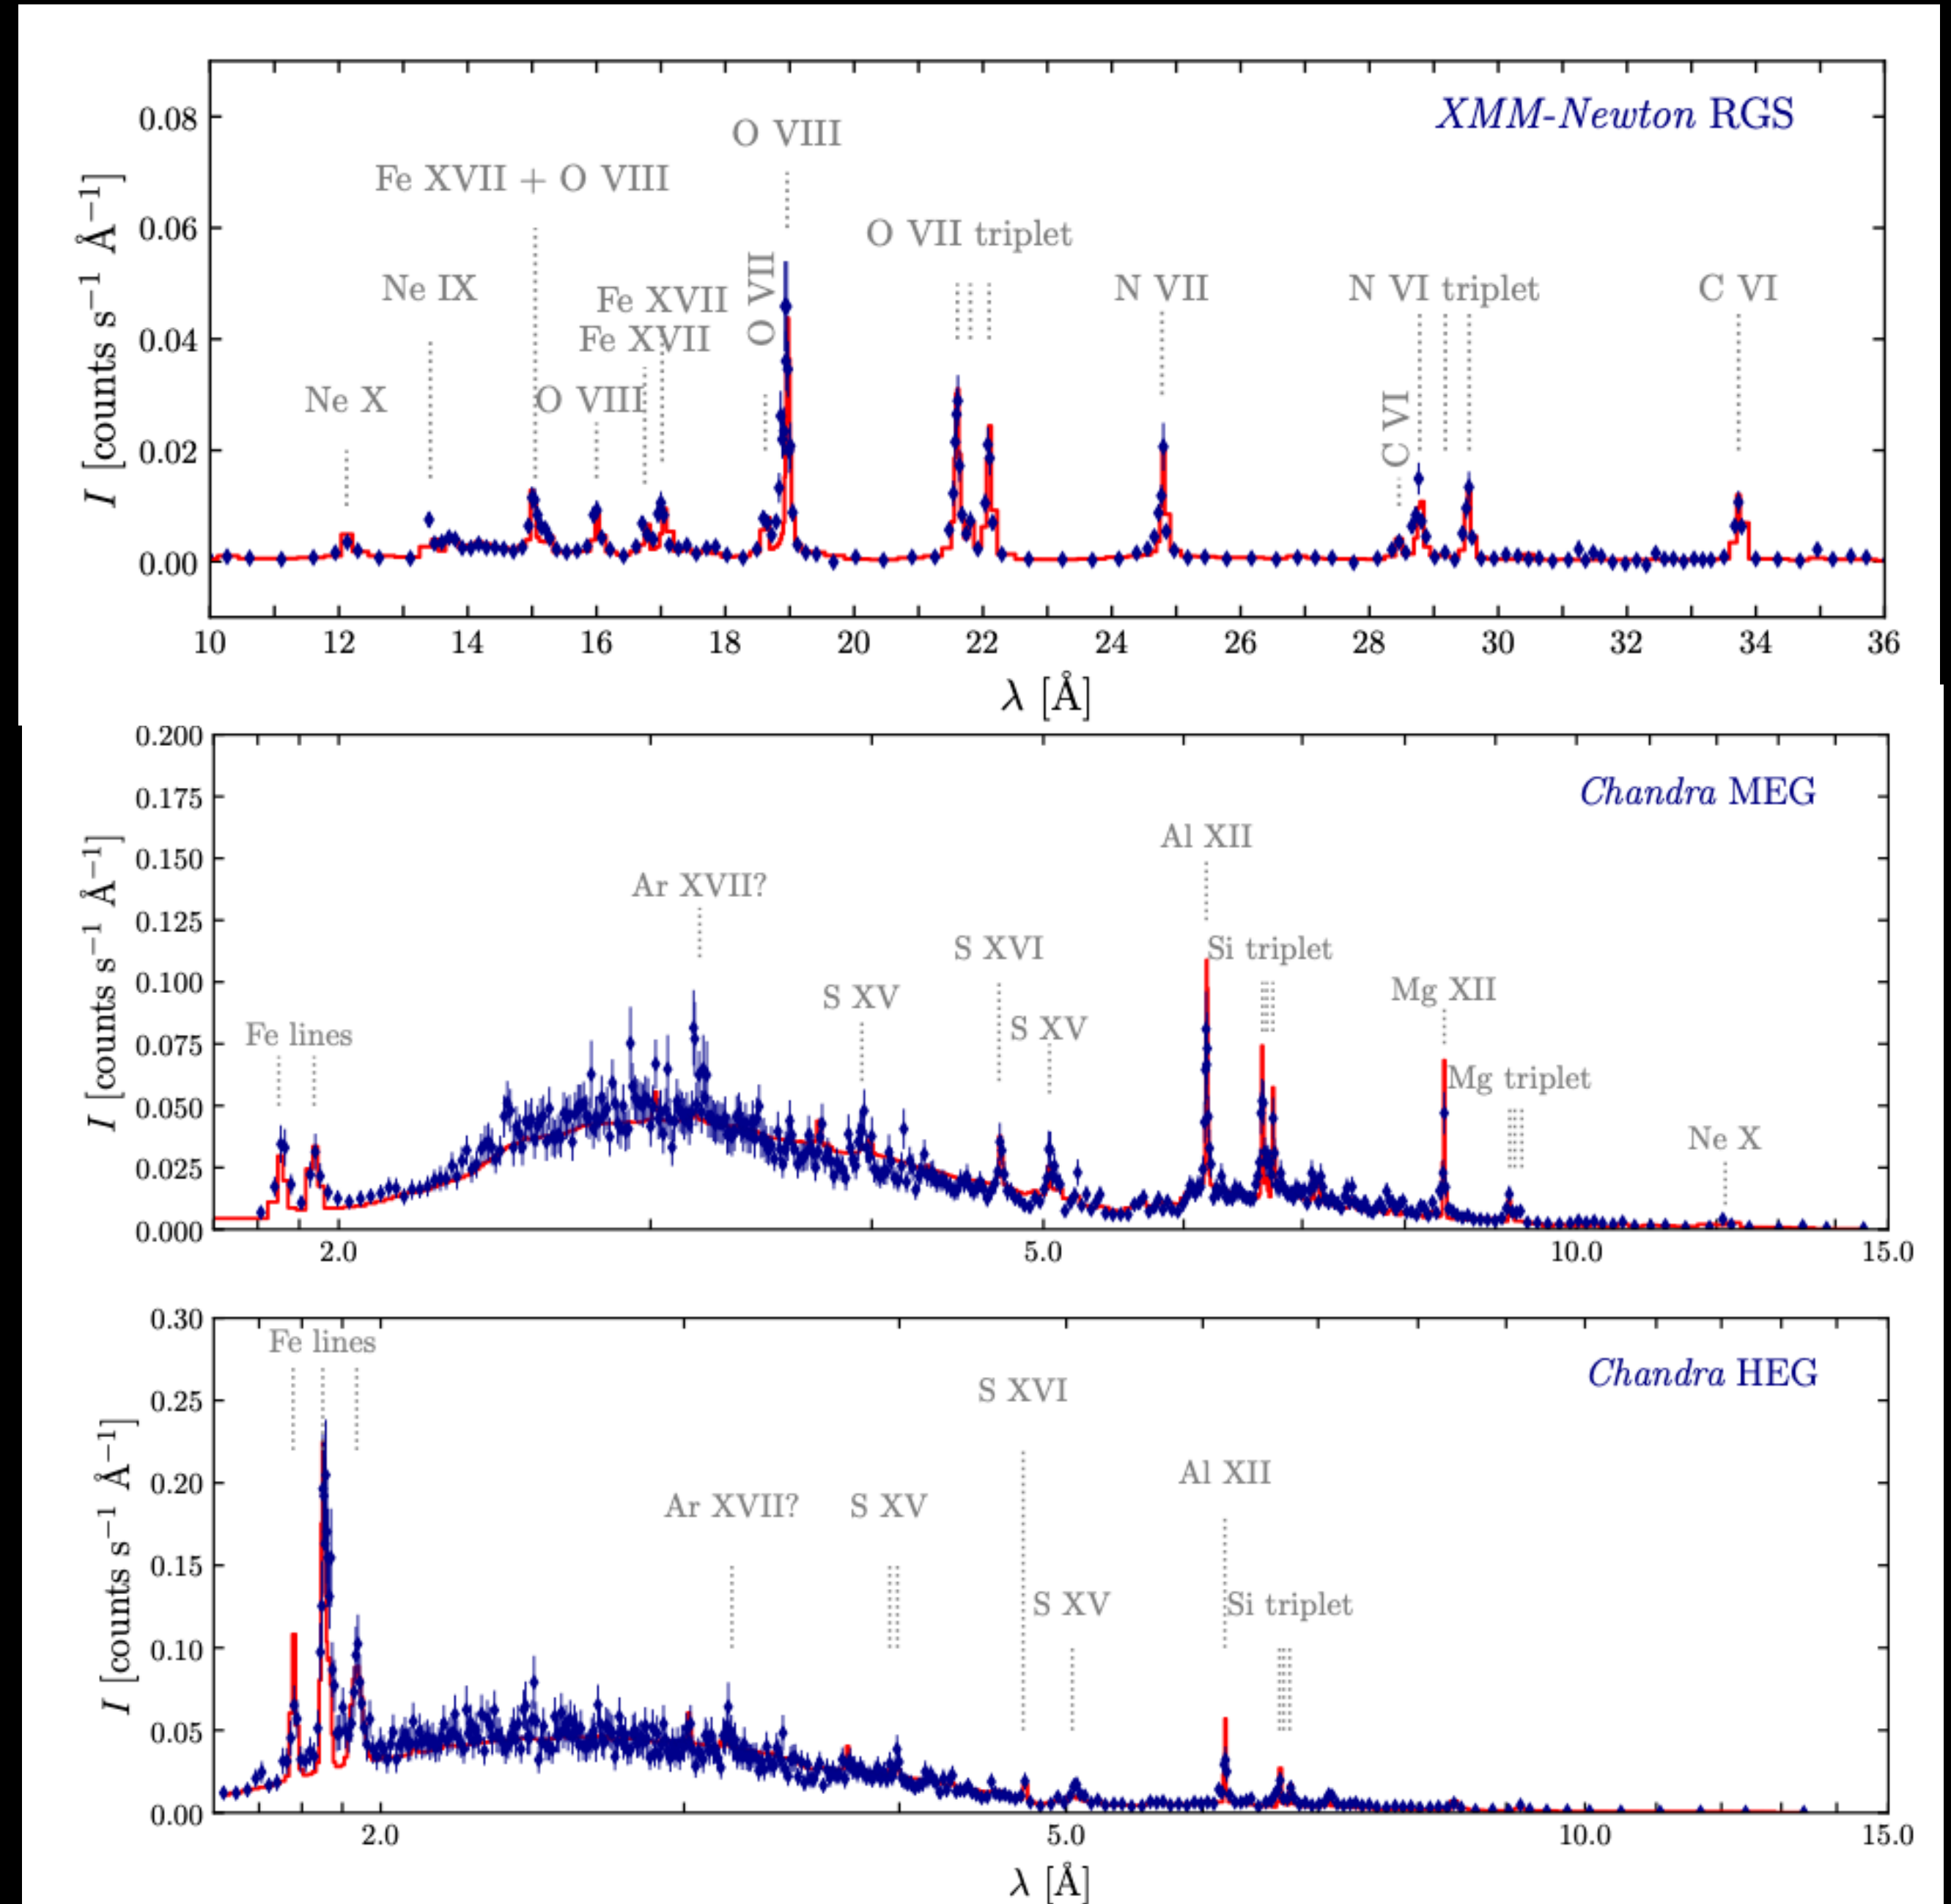 XMM-Newton RGS
O VIII
Fe XVII + O VIII
O VII triplet
Ne IX
Fe XVII
O VII
N VII
N VI triplet
C VI
Fe XVII
Ne X
O VIII
C VI
0.08
0.06
0.04
0.02
0.00
I [counts s⁻¹ Å⁻¹]
10 12 14 16 18 20 22 24 26 28 30 32 34 36
λ [Å]
Chandra MEG
Al XII
Ar XVII?
S XVI
Si triplet
S XV
Mg XII
Fe lines
S XV
Mg triplet
Ne X
0.200
0.175
0.150
0.125
0.100
0.075
0.050
0.025
0.000
I [counts s⁻¹ Å⁻¹]
2.0 5.0 10.0 15.0
Fe lines
Chandra HEG
S XVI
Al XII
Ar XVII? S XV
S XV
Si triplet
0.30
0.25
0.20
0.15
0.10
0.05
0.00
I [counts s⁻¹ Å⁻¹]
2.0 5.0 10.0 15.0
λ [Å]